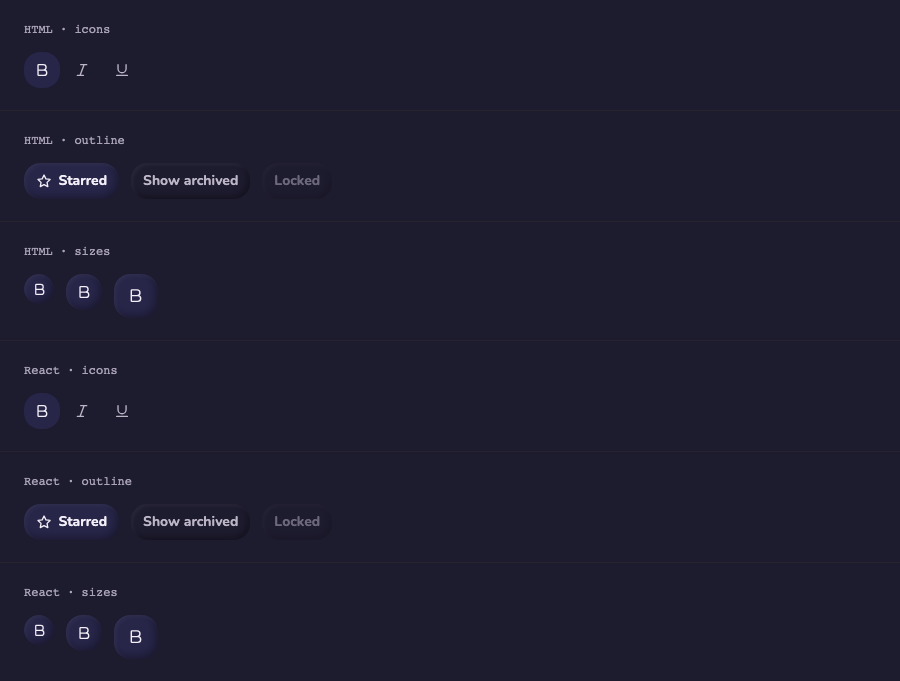 HTML · icons
B I U
HTML · outline
Starred Show archived Locked
HTML · sizes
B B B
React · icons
B I U
React · outline
Starred Show archived Locked
React · sizes
B B B